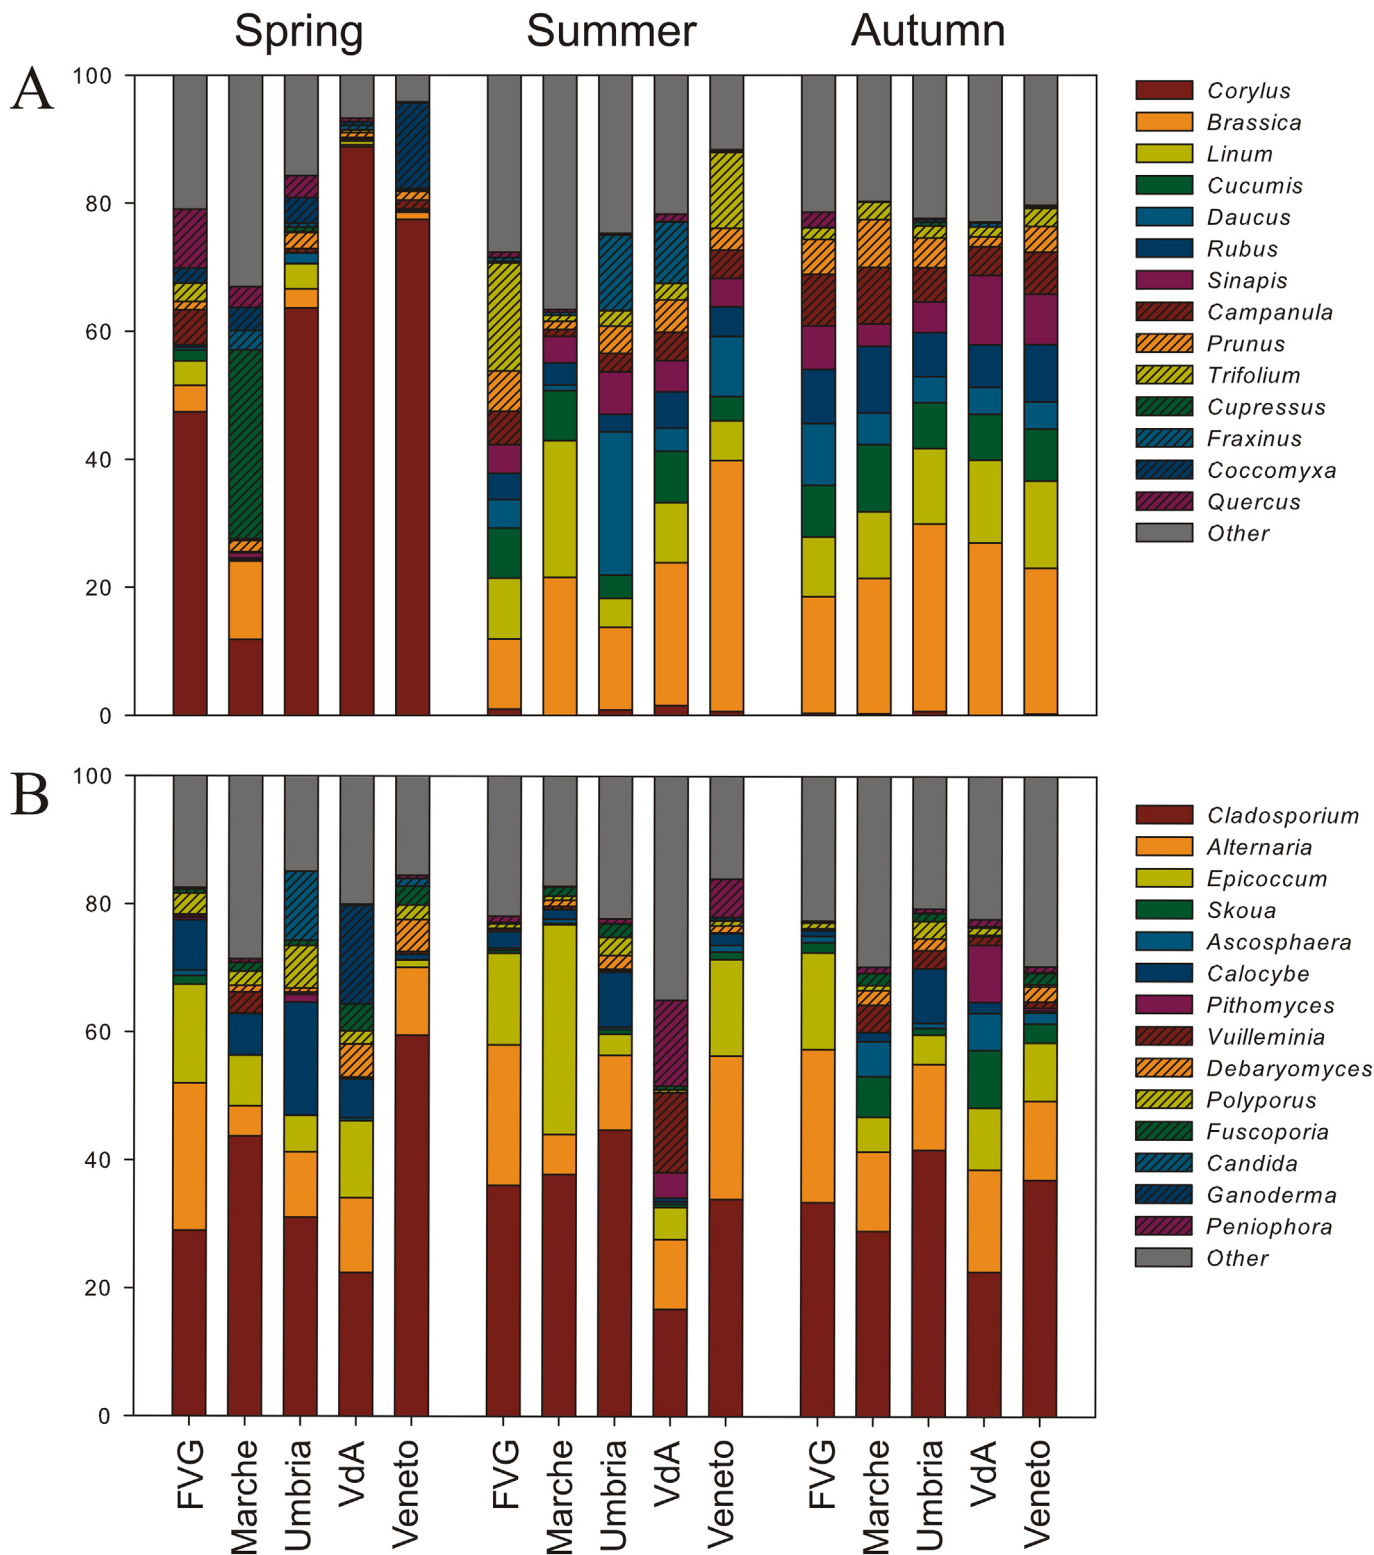 Spring Summer Autumn
A
100
80
60
40
20
0
Corylus
Brassica
Linum
Cucumis
Daucus
Rubus
Sinapis
Campanula
Prunus
Trifolium
Cupressus
Fraxinus
Coccomyxa
Quercus
Other
B
100
80
60
40
20
0
Cladosporium
Alternaria
Epicoccum
Skoua
Ascosphaera
Calocybe
Pithomyces
Vuilleminia
Debaryomyces
Polyporus
Fuscoporia
Candida
Ganoderma
Peniophora
Other
FVG Marche Umbria VdA Veneto FVG Marche Umbria VdA Veneto FVG Marche Umbria VdA Veneto